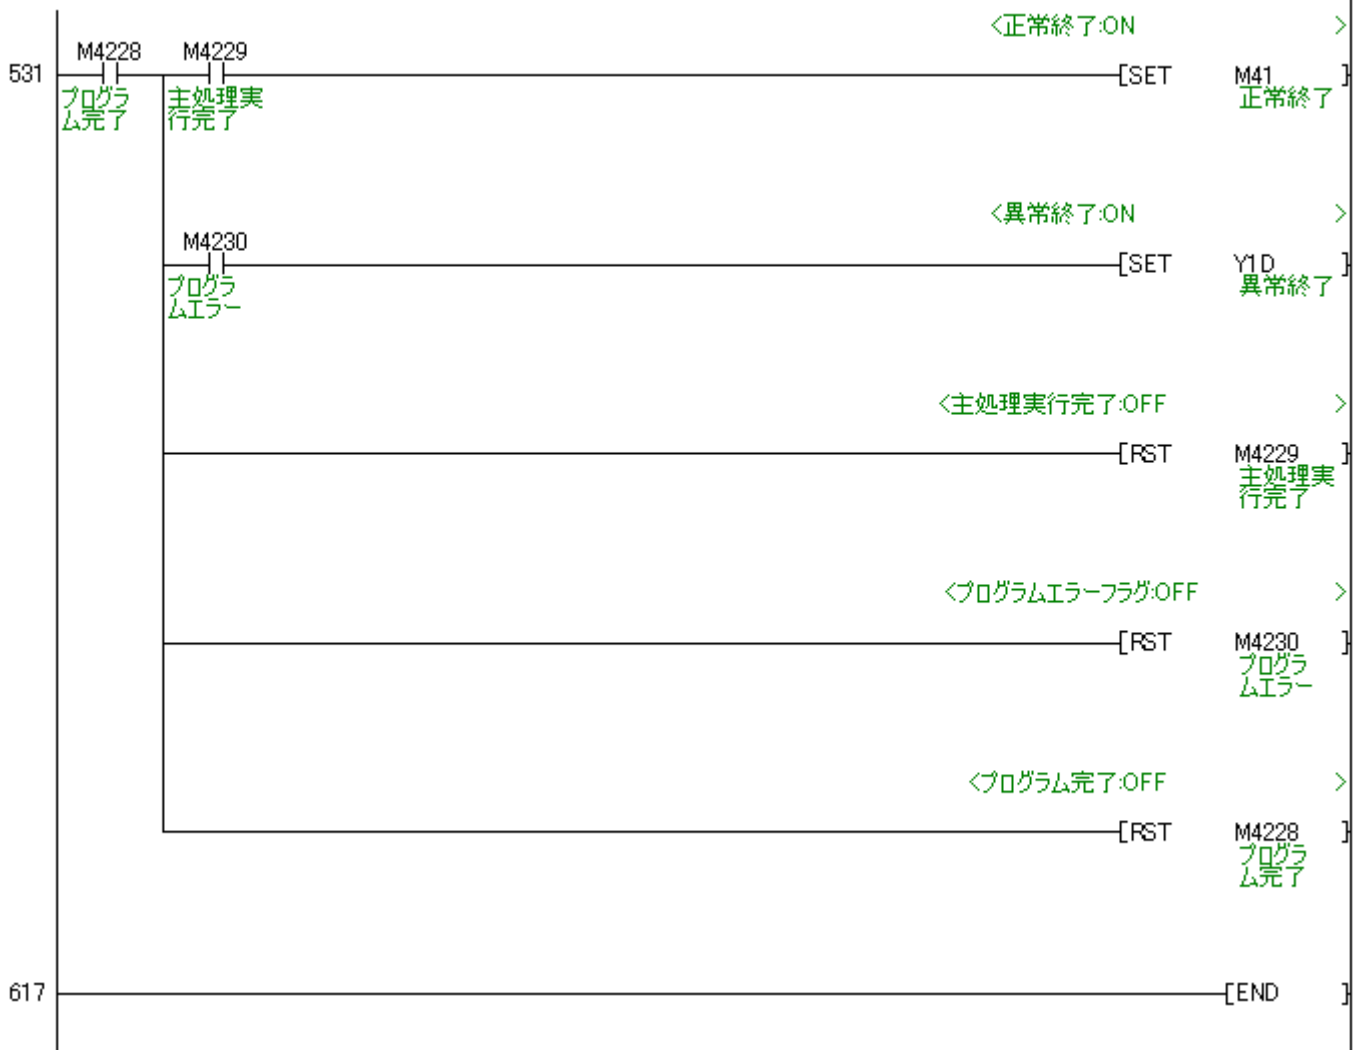 <正常終了:ON >
M4228 M4229
531 [SET M41 ]
プログラ 主処理実 正常終了
ム完了 行完了
<異常終了:ON >
M4230
[SET Y1D ]
プログラ 異常終了
ムエラー
<主処理実行完了:OFF >
[RST M4229 ]
主処理実
行完了
<プログラムエラーフラグ:OFF >
[RST M4230 ]
プログラ
ムエラー
<プログラム完了:OFF >
[RST M4228 ]
プログラ
ム完了
617 [END ]